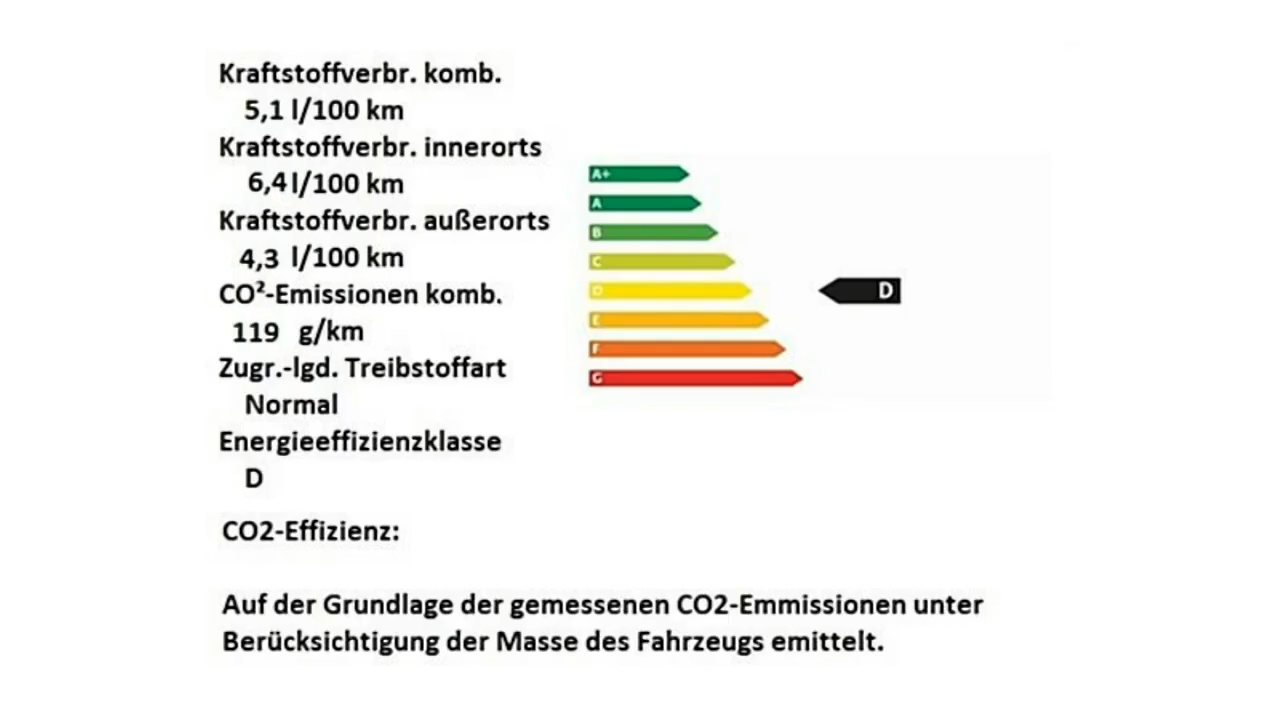 Kraftstoffverbr. komb.
5,1 l/100 km
Kraftstoffverbr. innerorts
6,4 l/100 km
Kraftstoffverbr. außerorts
4,3 l/100 km
CO²-Emissionen komb.
119 g/km
Zugr.-lgd. Treibstoffart
Normal
Energieeffizienzklasse
D
A+
A
B
C
D
E
F
G
D
CO2-Effizienz:
Auf der Grundlage der gemessenen CO2-Emmissionen unter
Berücksichtigung der Masse des Fahrzeugs emittelt.